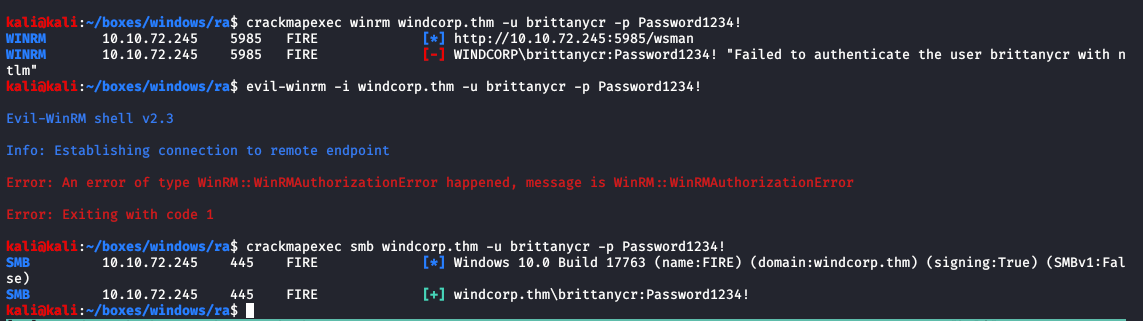 kali@kali:~/boxes/windows/ra$ crackmapexec winrm windcorp.thm -u brittanycr -p Password1234!
WINRM 10.10.72.245 5985 FIRE [*] http://10.10.72.245:5985/wsman
WINRM 10.10.72.245 5985 FIRE [-] WINDCORP\brittanycr:Password1234! "Failed to authenticate the user brittanycr with n
tlm"
kali@kali:~/boxes/windows/ra$ evil-winrm -i windcorp.thm -u brittanycr -p Password1234!
Evil-WinRM shell v2.3
Info: Establishing connection to remote endpoint
Error: An error of type WinRM::WinRMAuthorizationError happened, message is WinRM::WinRMAuthorizationError
Error: Exiting with code 1
kali@kali:~/boxes/windows/ra$ crackmapexec smb windcorp.thm -u brittanycr -p Password1234!
SMB 10.10.72.245 445 FIRE [*] Windows 10.0 Build 17763 (name:FIRE) (domain:windcorp.thm) (signing:True) (SMBv1:Fal
se)
SMB 10.10.72.245 445 FIRE [+] windcorp.thm\brittanycr:Password1234!
kali@kali:~/boxes/windows/ra$